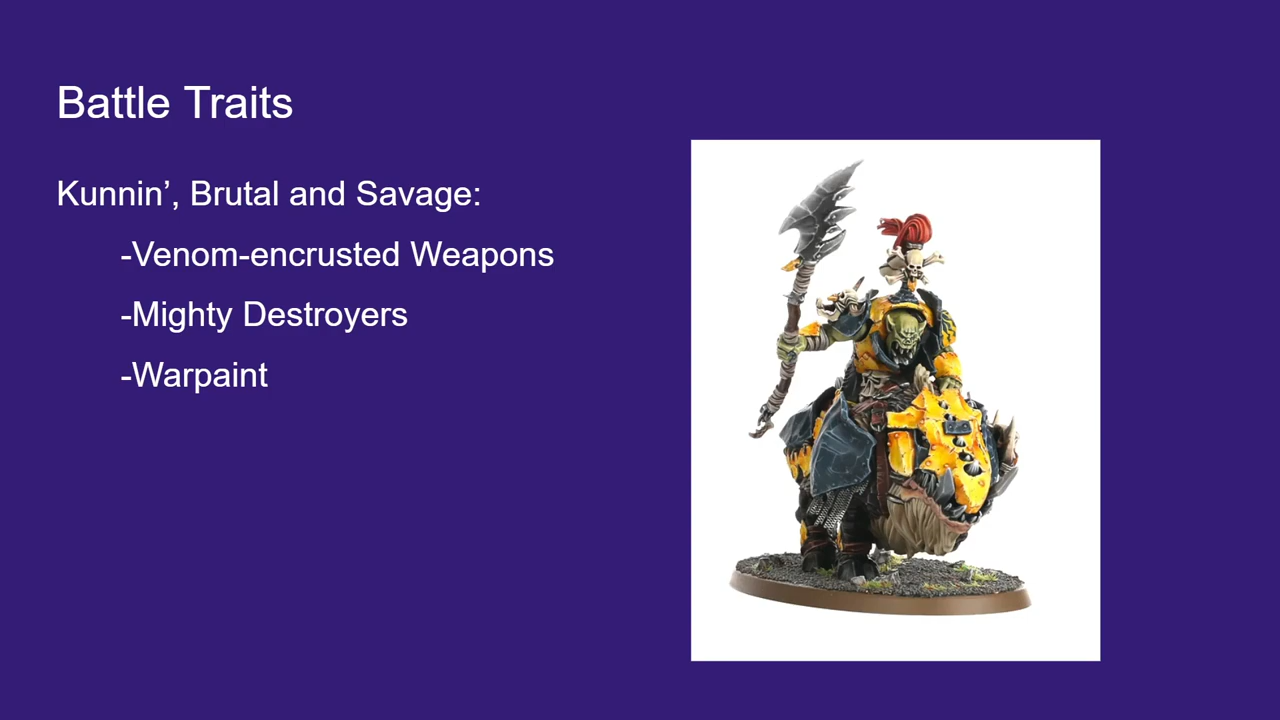 Battle Traits
Kunnin’, Brutal and Savage:
-Venom-encrusted Weapons
-Mighty Destroyers
-Warpaint